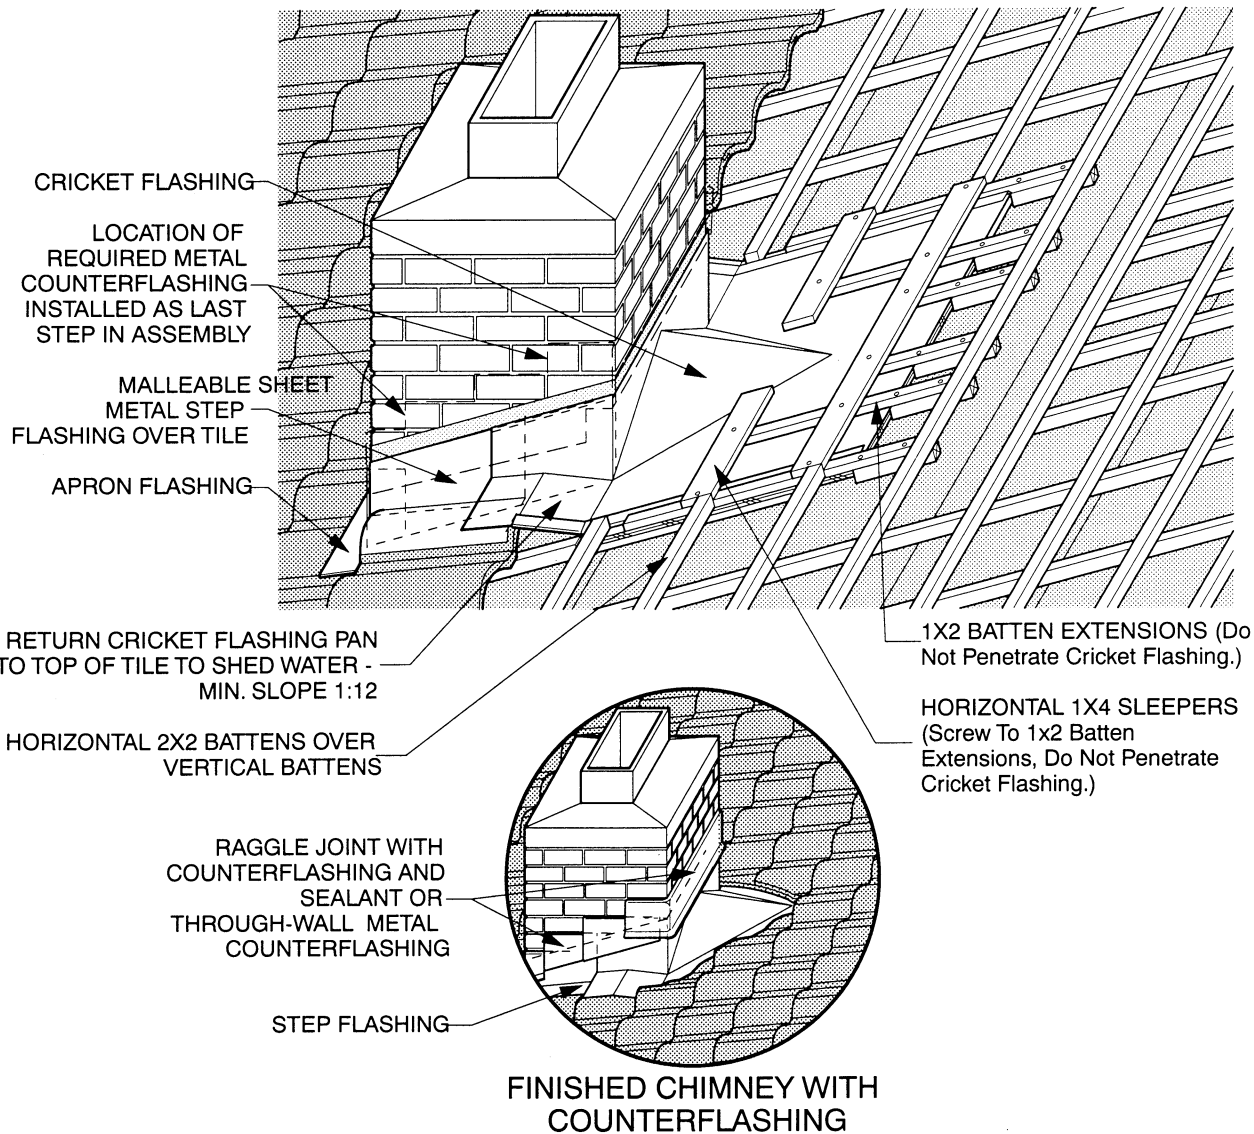 CRICKET FLASHING
LOCATION OF
REQUIRED METAL
COUNTERFLASHING
INSTALLED AS LAST
STEP IN ASSEMBLY
MALLEABLE SHEET
METAL STEP
FLASHING OVER TILE
APRON FLASHING
RETURN CRICKET FLASHING PAN
TO TOP OF TILE TO SHED WATER -
MIN. SLOPE 1:12
HORIZONTAL 2X2 BATTENS OVER
VERTICAL BATTENS
1X2 BATTEN EXTENSIONS (Do
Not Penetrate Cricket Flashing.)
HORIZONTAL 1X4 SLEEPERS
(Screw To 1x2 Batten
Extensions, Do Not Penetrate
Cricket Flashing.)
RAGGLE JOINT WITH
COUNTERFLASHING AND
SEALANT OR
THROUGH-WALL METAL
COUNTERFLASHING
STEP FLASHING
FINISHED CHIMNEY WITH
COUNTERFLASHING